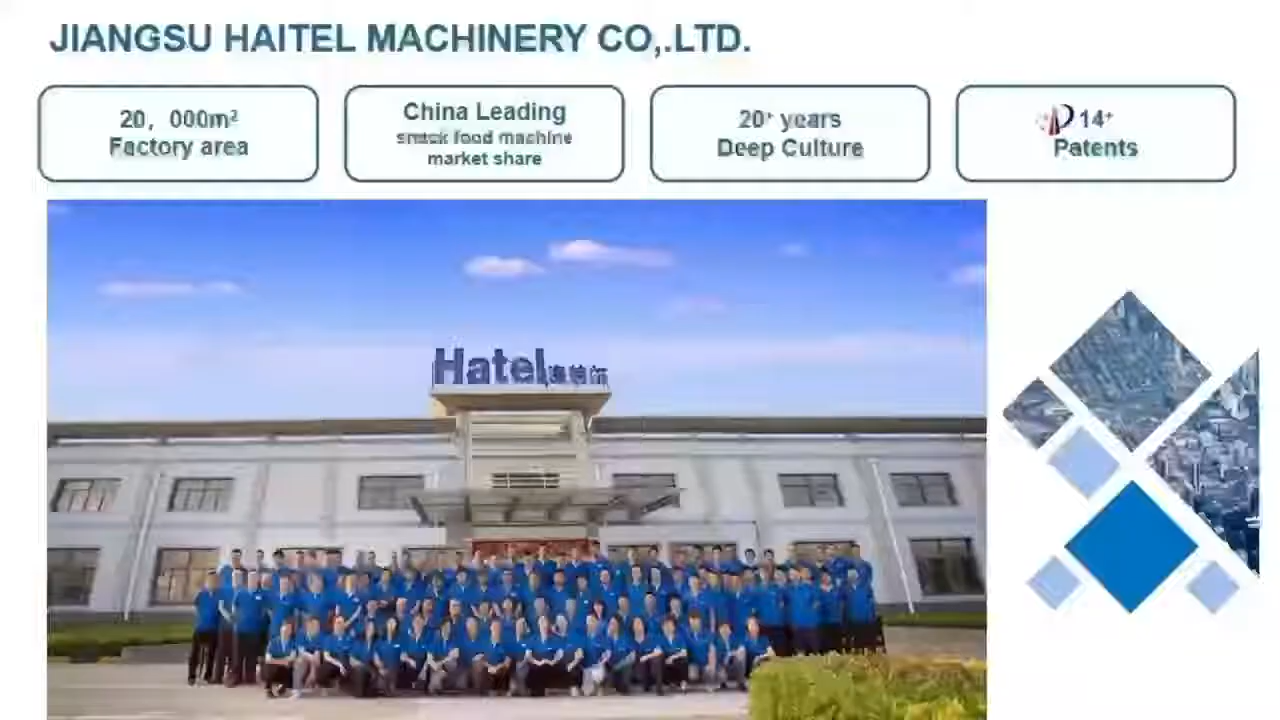 JIANGSU HAITEL MACHINERY CO,.LTD.
20，000m²
Factory area
China Leading
snack food machine
market share
20⁺ years
Deep Culture
14⁺
Patents
Hatel